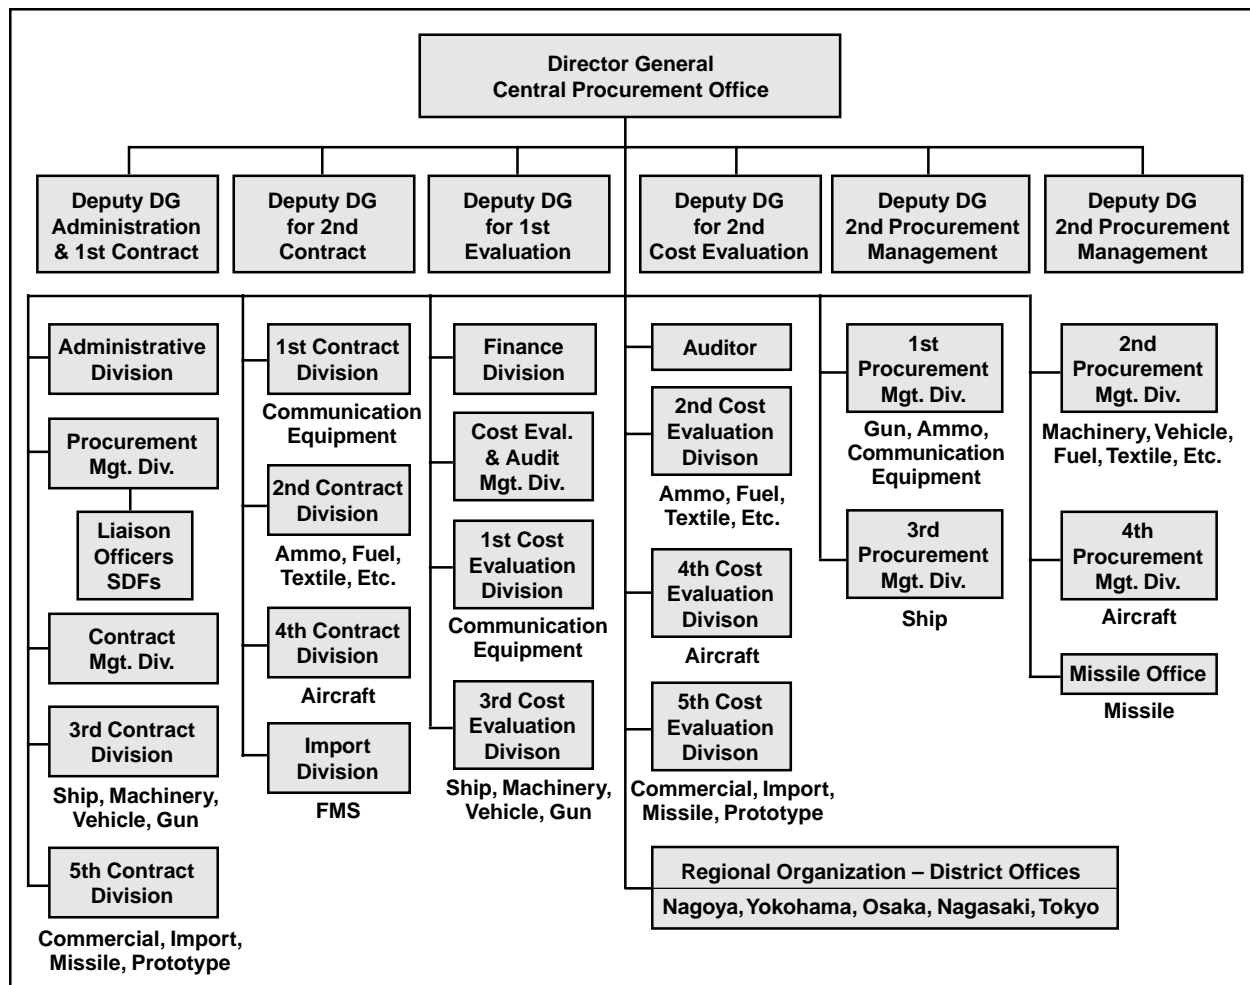 Director General
Central Procurement Office
Deputy DG
Administration
& 1st Contract
Deputy DG
for 2nd
Contract
Deputy DG
for 1st
Evaluation
Deputy DG
for 2nd
Cost Evaluation
Deputy DG
2nd Procurement
Management
Deputy DG
2nd Procurement
Management
Administrative
Division
Procurement
Mgt. Div.
Liaison
Officers
SDFs
Contract
Mgt. Div.
3rd Contract
Division
Ship, Machinery,
Vehicle, Gun
5th Contract
Division
Commercial, Import,
Missile, Prototype
1st Contract
Division
Communication
Equipment
2nd Contract
Division
Ammo, Fuel,
Textile, Etc.
4th Contract
Division
Aircraft
Import
Division
FMS
Finance
Division
Cost Eval.
& Audit
Mgt. Div.
1st Cost
Evaluation
Division
Communication
Equipment
3rd Cost
Evaluation
Divison
Ship, Machinery,
Vehicle, Gun
Auditor
2nd Cost
Evaluation
Divison
Ammo, Fuel,
Textile, Etc.
4th Cost
Evaluation
Divison
Aircraft
5th Cost
Evaluation
Divison
Commercial, Import,
Missile, Prototype
1st
Procurement
Mgt. Div.
Gun, Ammo,
Communication
Equipment
3rd
Procurement
Mgt. Div.
Ship
2nd
Procurement
Mgt. Div.
Machinery, Vehicle,
Fuel, Textile, Etc.
4th
Procurement
Mgt. Div.
Aircraft
Missile Office
Missile
Regional Organization – District Offices
Nagoya, Yokohama, Osaka, Nagasaki, Tokyo